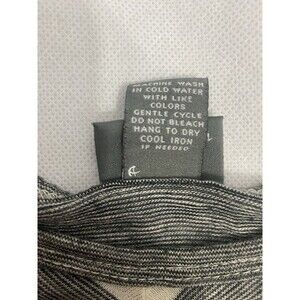 MACHINE WASH
IN COLD WATER
WITH LIKE
COLORS
GENTLE CYCLE
DO NOT BLEACH
HANG TO DRY
COOL IRON
IF NEEDED